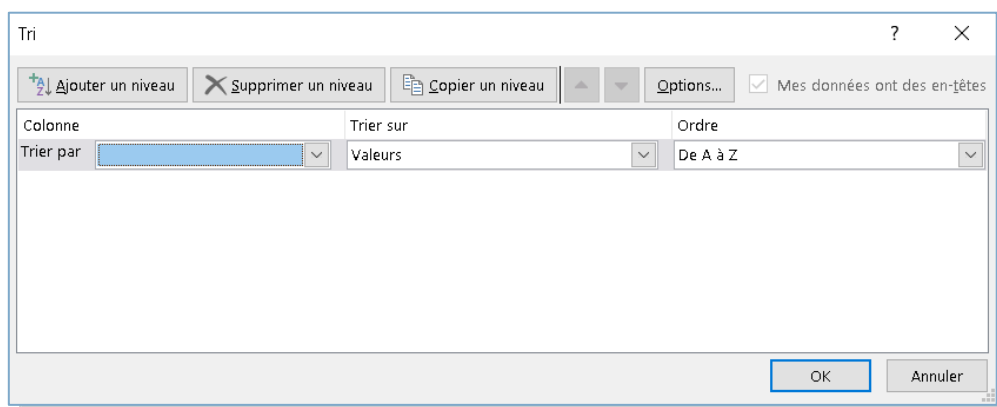 Tri ?
Ajouter un niveau Supprimer un niveau Copier un niveau Options... Mes données ont des en-têtes
Colonne Trier sur Ordre
Trier par Valeurs De A à Z
OK Annuler